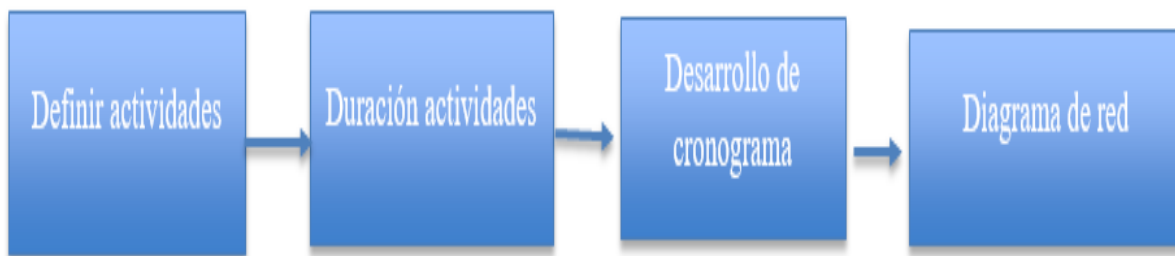 Definir actividades
Duración actividades
Desarrollo de
cronograma
Diagrama de red